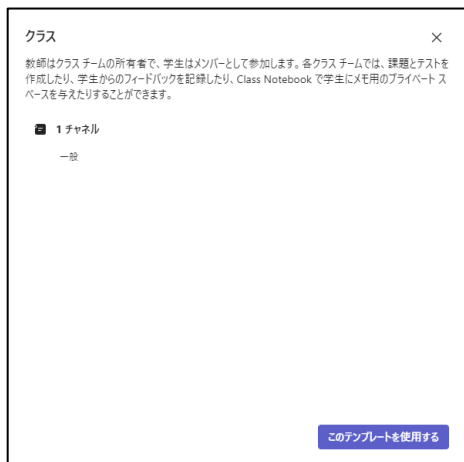 クラス
教師はクラス チームの所有者で、学生はメンバーとして参加します。各クラス チームでは、課題とテストを
作成したり、学生からのフィードバックを記録したり、Class Notebook で学生にメモ用のプライベート ス
ペースを与えたりすることができます。
1 チャネル
一般
このテンプレートを使用する